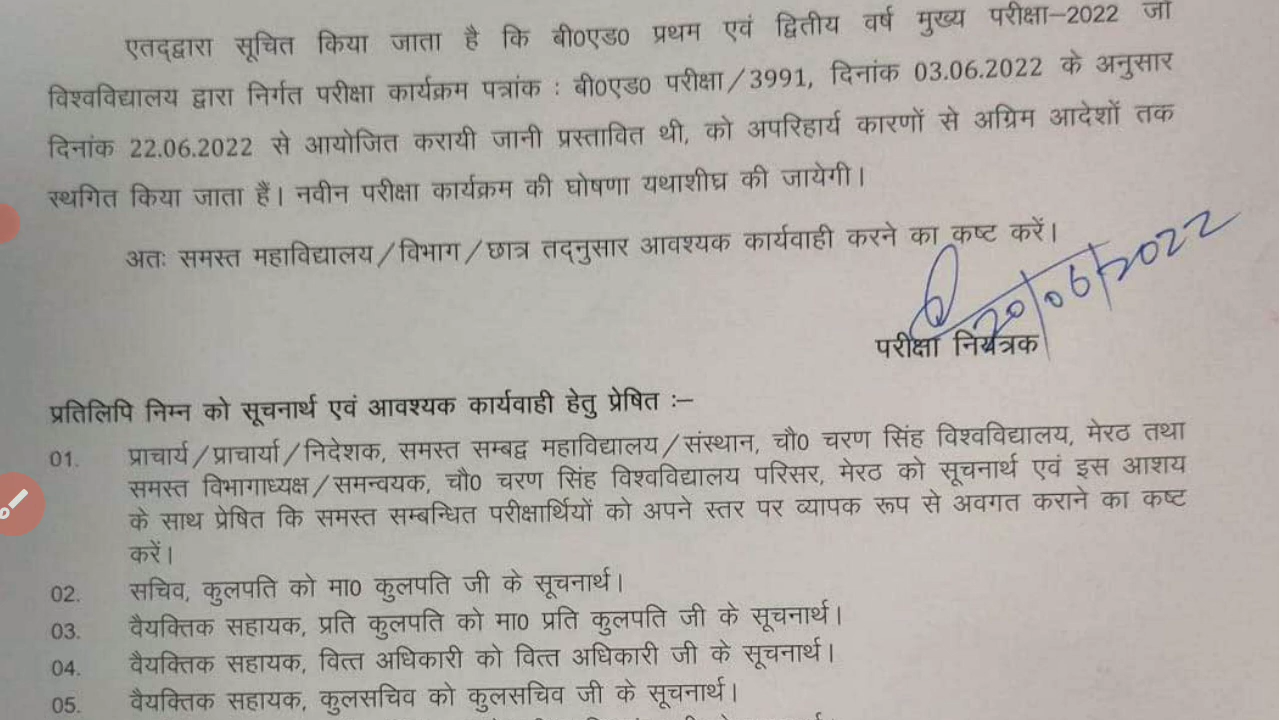 एतद्द्वारा सूचित किया जाता है कि बी0एड0 प्रथम एवं द्वितीय वर्ष मुख्य परीक्षा–2022 जो
विश्वविद्यालय द्वारा निर्गत परीक्षा कार्यक्रम पत्रांक : बी0एड0 परीक्षा/3991, दिनांक 03.06.2022 के अनुसार
दिनांक 22.06.2022 से आयोजित करायी जानी प्रस्तावित थी, को अपरिहार्य कारणों से अग्रिम आदेशों तक
स्थगित किया जाता हैं। नवीन परीक्षा कार्यक्रम की घोषणा यथाशीघ्र की जायेगी।
अतः समस्त महाविद्यालय/विभाग/छात्र तद्नुसार आवश्यक कार्यवाही करने का कष्ट करें।
20/06/2022
परीक्षा नियंत्रक
प्रतिलिपि निम्न को सूचनार्थ एवं आवश्यक कार्यवाही हेतु प्रेषित :–
01. प्राचार्य/प्राचार्या/निदेशक, समस्त सम्बद्व महाविद्यालय/संस्थान, चौ0 चरण सिंह विश्वविद्यालय, मेरठ तथा
समस्त विभागाध्यक्ष/समन्वयक, चौ0 चरण सिंह विश्वविद्यालय परिसर, मेरठ को सूचनार्थ एवं इस आशय
के साथ प्रेषित कि समस्त सम्बन्धित परीक्षार्थियों को अपने स्तर पर व्यापक रूप से अवगत कराने का कष्ट
करें।
02. सचिव, कुलपति को मा0 कुलपति जी के सूचनार्थ।
03. वैयक्तिक सहायक, प्रति कुलपति को मा0 प्रति कुलपति जी के सूचनार्थ।
04. वैयक्तिक सहायक, वित्त अधिकारी को वित्त अधिकारी जी के सूचनार्थ।
05. वैयक्तिक सहायक, कुलसचिव को कुलसचिव जी के सूचनार्थ।